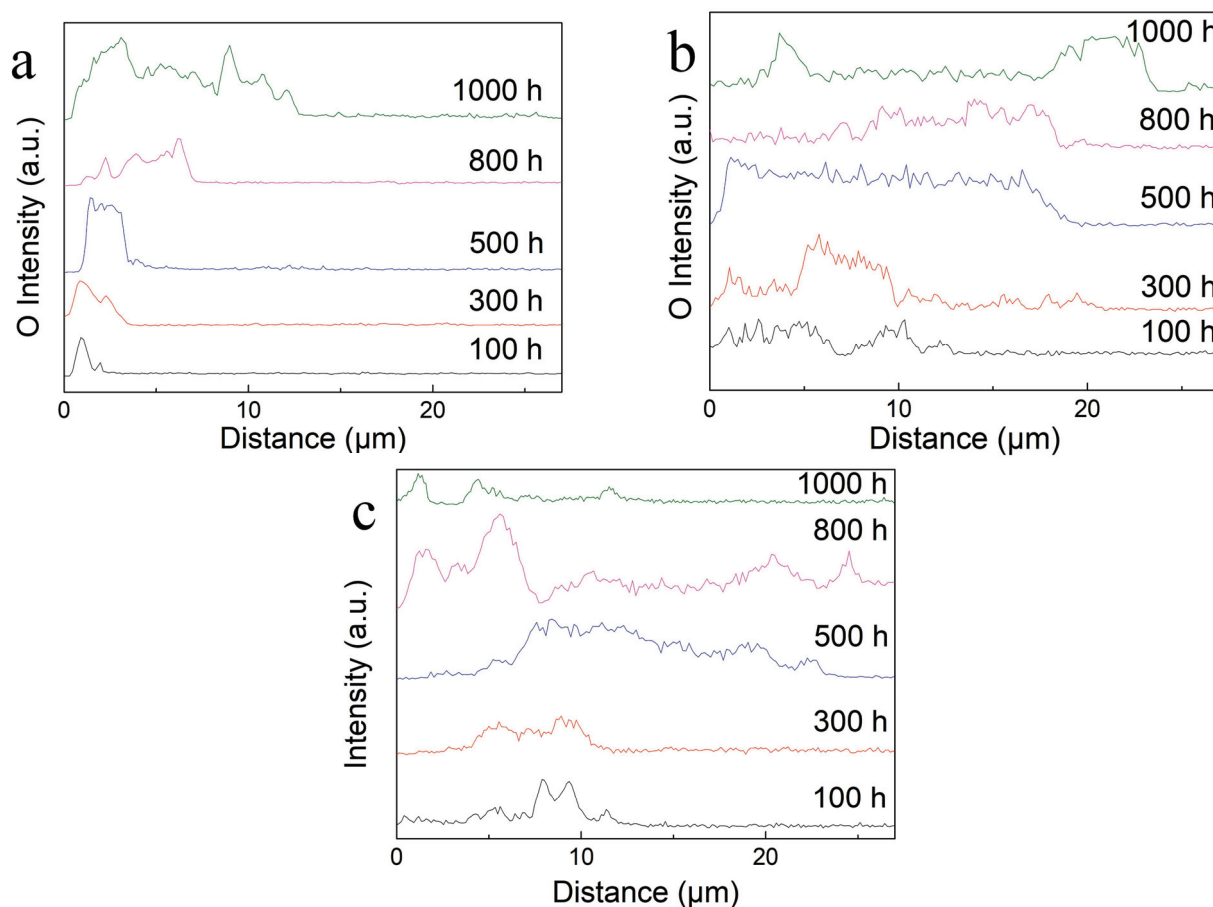 a
O Intensity (a.u.)
1000 h
800 h
500 h
300 h
100 h
0
10
20
Distance (μm)
b
O Intensity (a.u.)
1000 h
800 h
500 h
300 h
100 h
0
10
20
Distance (μm)
c
Intensity (a.u.)
1000 h
800 h
500 h
300 h
100 h
0
10
20
Distance (μm)